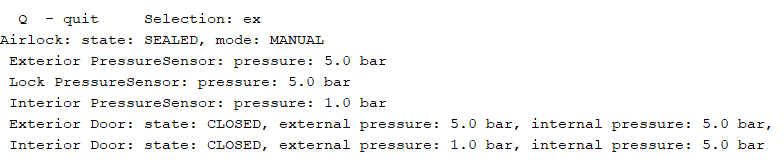 Q - quit Selection: ex
Airlock: state: SEALED, mode: MANUAL
Exterior PressureSensor: pressure: 5.0 bar
Lock PressureSensor: pressure: 5.0 bar
Interior PressureSensor: pressure: 1.0 bar
Exterior Door: state: CLOSED, external pressure: 5.0 bar, internal pressure: 5.0 bar,
Interior Door: state: CLOSED, external pressure: 1.0 bar, internal pressure: 5.0 bar